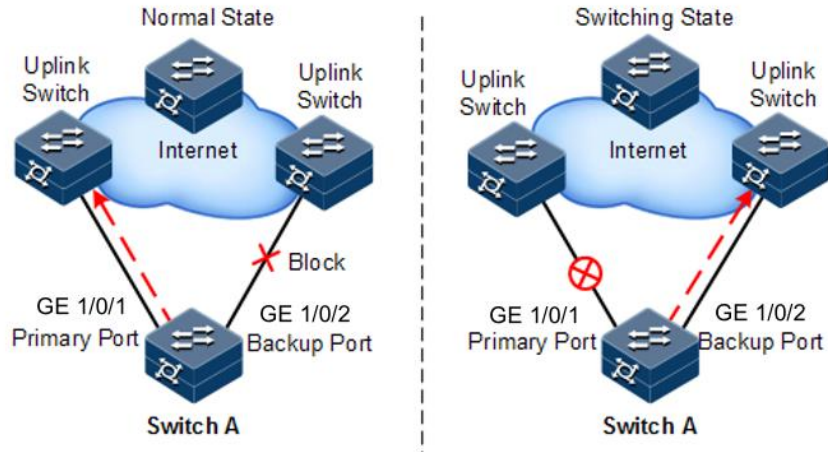 Normal State
Uplink
Switch
Uplink
Switch
Internet
Block
GE 1/0/1
Primary Port
GE 1/0/2
Backup Port
Switch A
Switching State
Uplink
Switch
Uplink
Switch
Internet
GE 1/0/1
Primary Port
GE 1/0/2
Backup Port
Switch A